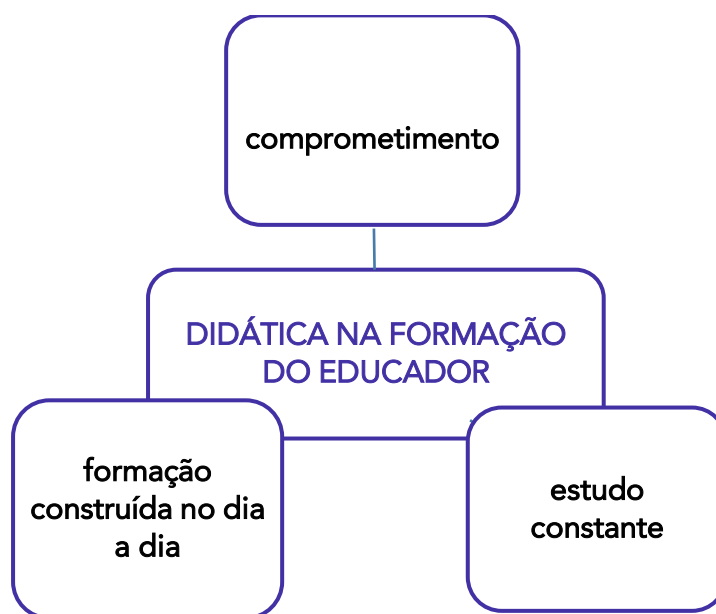 comprometimento
DIDÁTICA NA FORMAÇÃO
DO EDUCADOR
formação
construída no dia
a dia
estudo
constante